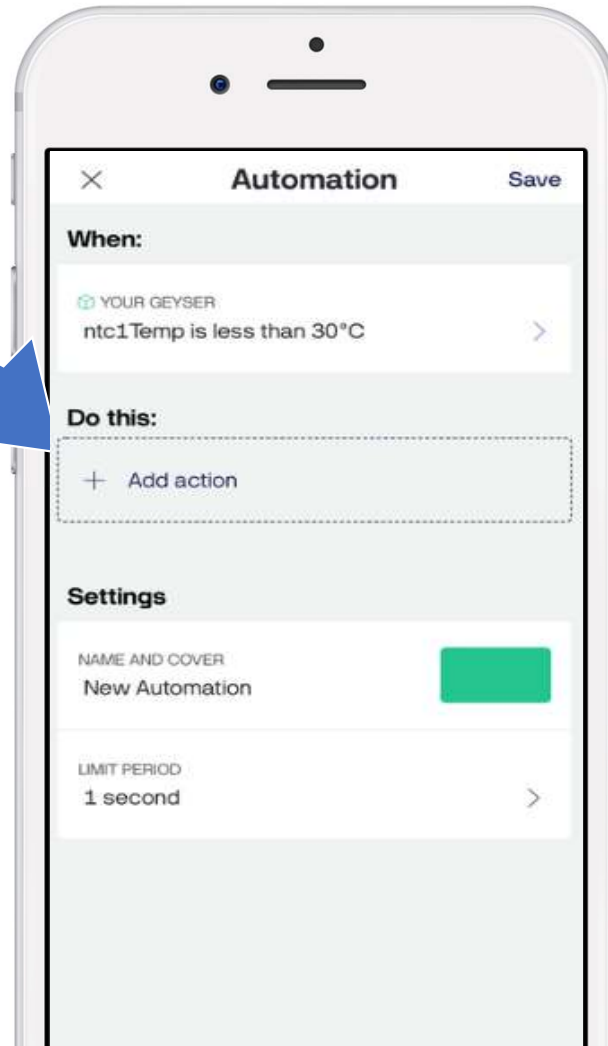 Automation
Save
When:
YOUR GEYSER
ntc1Temp is less than 30°C
Do this:
+ Add action
Settings
NAME AND COVER
New Automation
LIMIT PERIOD
1 second